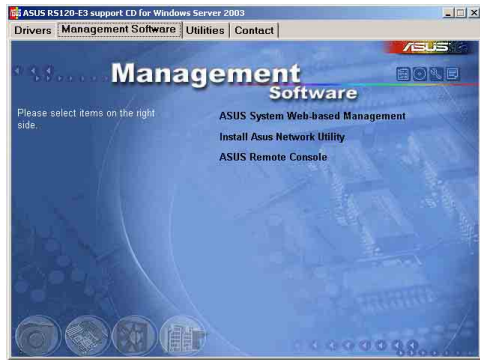 ASUS RS120-E3 support CD for Windows Server 2003
Drivers Management Software Utilities Contact
/SUS
Management
Software
Please select items on the right
side.
ASUS System Web-based Management
Install Asus Network Utility
ASUS Remote Console